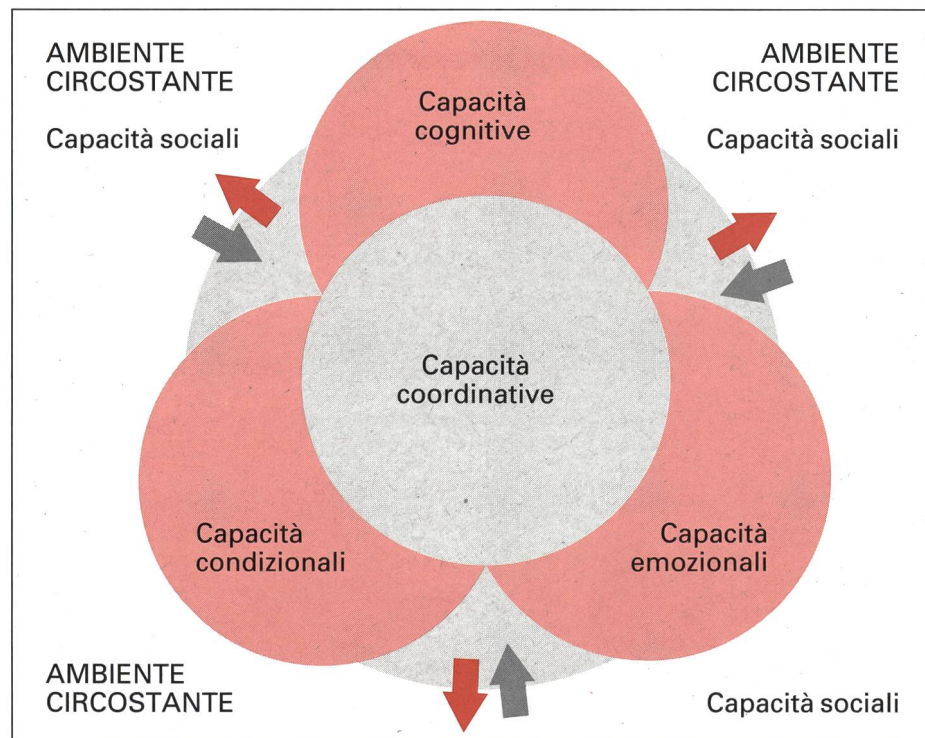 AMBIENTE
CIRCOSTANTE
Capacità sociali
AMBIENTE
CIRCOSTANTE
Capacità sociali
Capacità
cognitive
Capacità
coordinative
Capacità
condizionali
Capacità
emozionali
AMBIENTE
CIRCOSTANTE
Capacità sociali